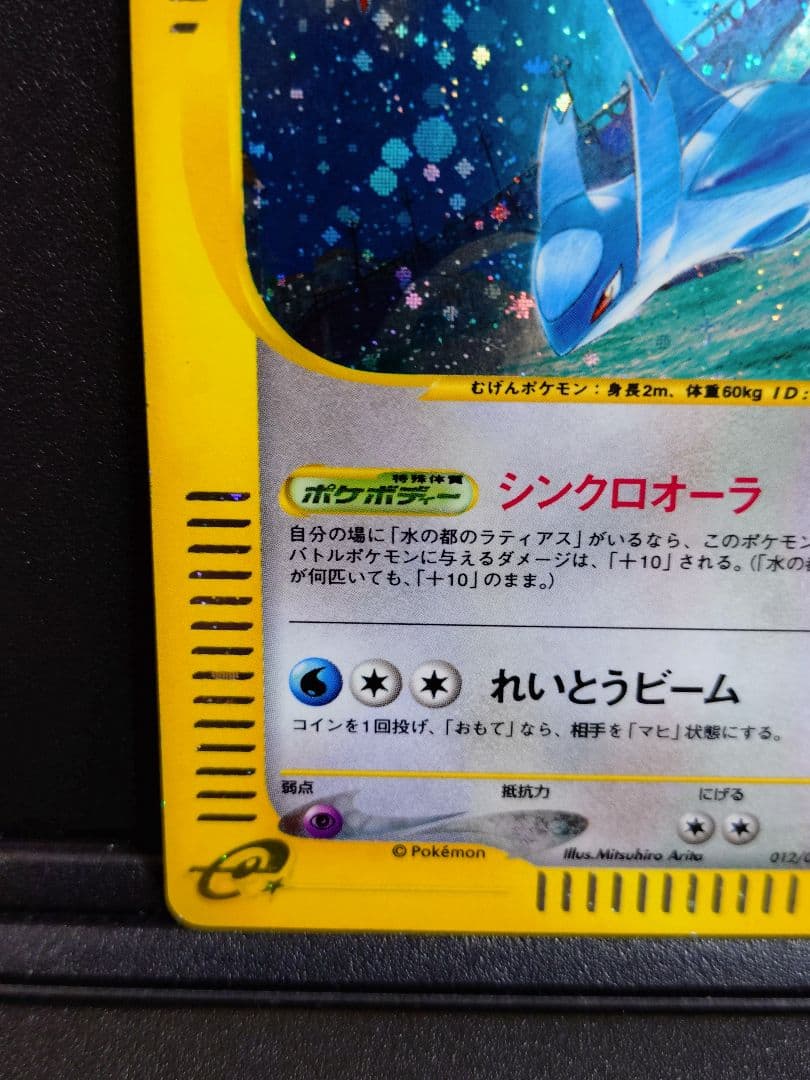 むげんポケモン：身長2m、体重60kg ID:
特殊体質
ポケボディー シンクロオーラ
自分の場に「水の都のラティアス」がいるなら、このポケモン
バトルポケモンに与えるダメージは、「＋10」される。（「水の都
が何匹いても、「＋10」のまま。）
れいとうビーム
コインを1回投げ、「おもて」なら、相手を「マヒ」状態にする。
弱点 抵抗力 にげる
© Pokémon Illus. Mitsuhiro Arita 012/0
e